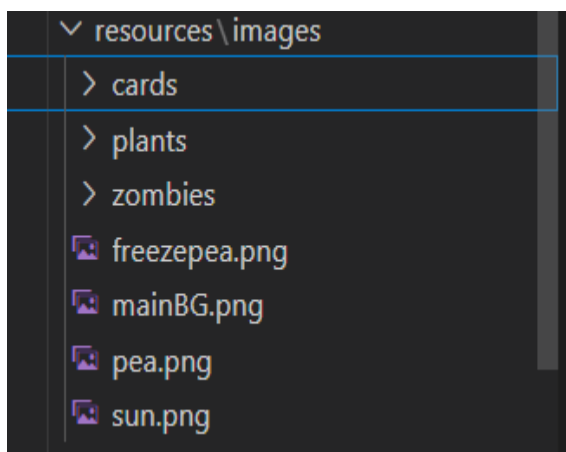 resources\images
cards
plants
zombies
freezepea.png
mainBG.png
pea.png
sun.png